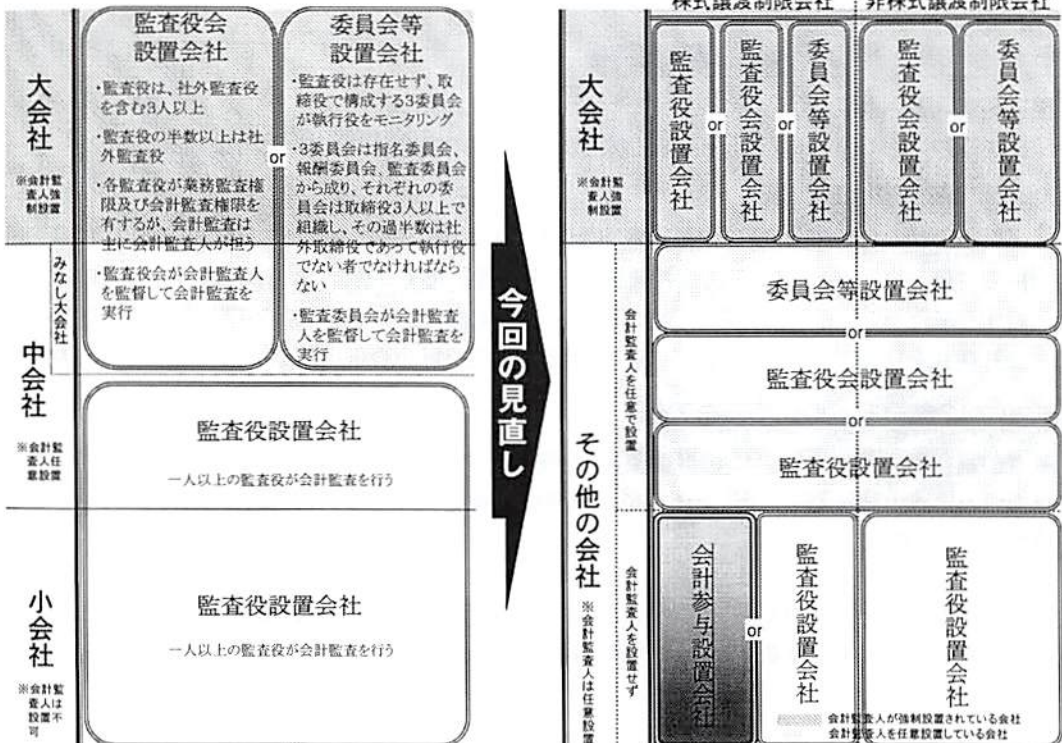 大会社
※会計監
査人強
制設置
監査役会
設置会社
・監査役は、社外監査役
を含む3人以上
・監査役の半数以上は社
外監査役
・各監査役が業務監査権
限及び会計監査権限を
有するが、会計監査は
主に会計監査人が担う
・監査役会が会計監査人
を監督して会計監査を
実行
or
委員会等
設置会社
・監査役は存在せず、取
締役で構成する3委員会
が執行役をモニタリング
・3委員会は指名委員会、
報酬委員会、監査委員会
から成り、それぞれの委
員会は取締役3人以上で
組織し、その過半数は社
外取締役であって執行役
でない者でなければなら
ない
・監査委員会が会計監査
人を監督して会計監査を
実行
みなし大会社
中会社
※会計監
査人任
意設置
監査役設置会社
一人以上の監査役が会計監査を行う
小会社
※会計監
査人は
設置不
可
監査役設置会社
一人以上の監査役が会計監査を行う
今回の見直し
株式譲渡制限会社
非株式譲渡制限会社
大会社
※会計監
査人強
制設置
監査役設置会社
or
監査役会設置会社
or
委員会等設置会社
監査役会設置会社
or
委員会等設置会社
その他の会社
※会計監査人は任意設置
会計監査人を任意で設置
委員会等設置会社
or
監査役会設置会社
or
監査役設置会社
会計監査人を設置せず
会計参与設置会社
or
監査役設置会社
監査役設置会社
会計監査人が強制設置されている会社
会計監査人を任意設置している会社